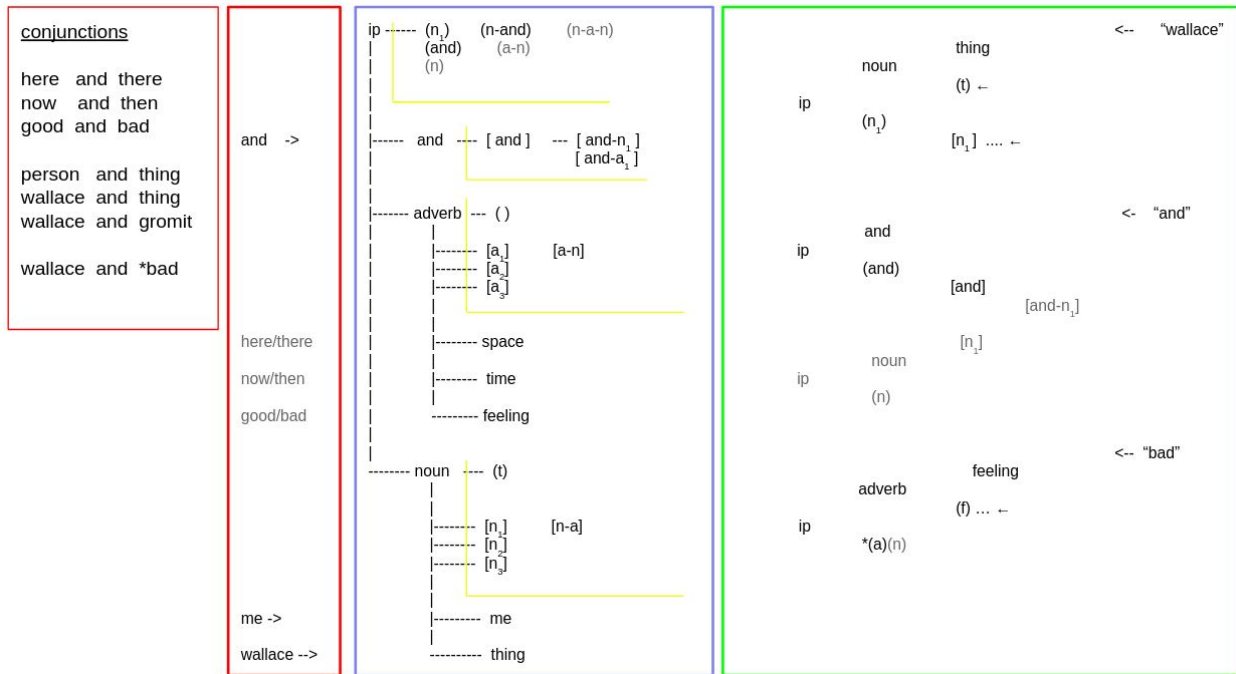 conjunctions
here and there
now and then
good and bad
person and thing
wallace and thing
wallace and gromit
wallace and *bad
and ->
here/there
now/then
good/bad
me ->
wallace -->
ip ------ (n1) (n-and) (n-a-n)
(and) (a-n)
(n)
------ and ---- [ and ] --- [ and-n1 ]
[ and-a1 ]
------- adverb --- ( )
-------- [a1] [a-n]
-------- [a2]
-------- [a3]
-------- space
-------- time
--------- feeling
-------- noun ---- (t)
-------- [n1] [n-a]
-------- [n2]
-------- [n3]
--------- me
---------- thing
<-- “wallace”
thing
noun
(t) ←
ip
(n1)
[n1] .... ←
<- “and”
and
ip
(and)
[and]
[and-n1]
[n1]
noun
ip
(n)
<-- “bad”
feeling
adverb
(f) ... ←
ip
*(a)(n)